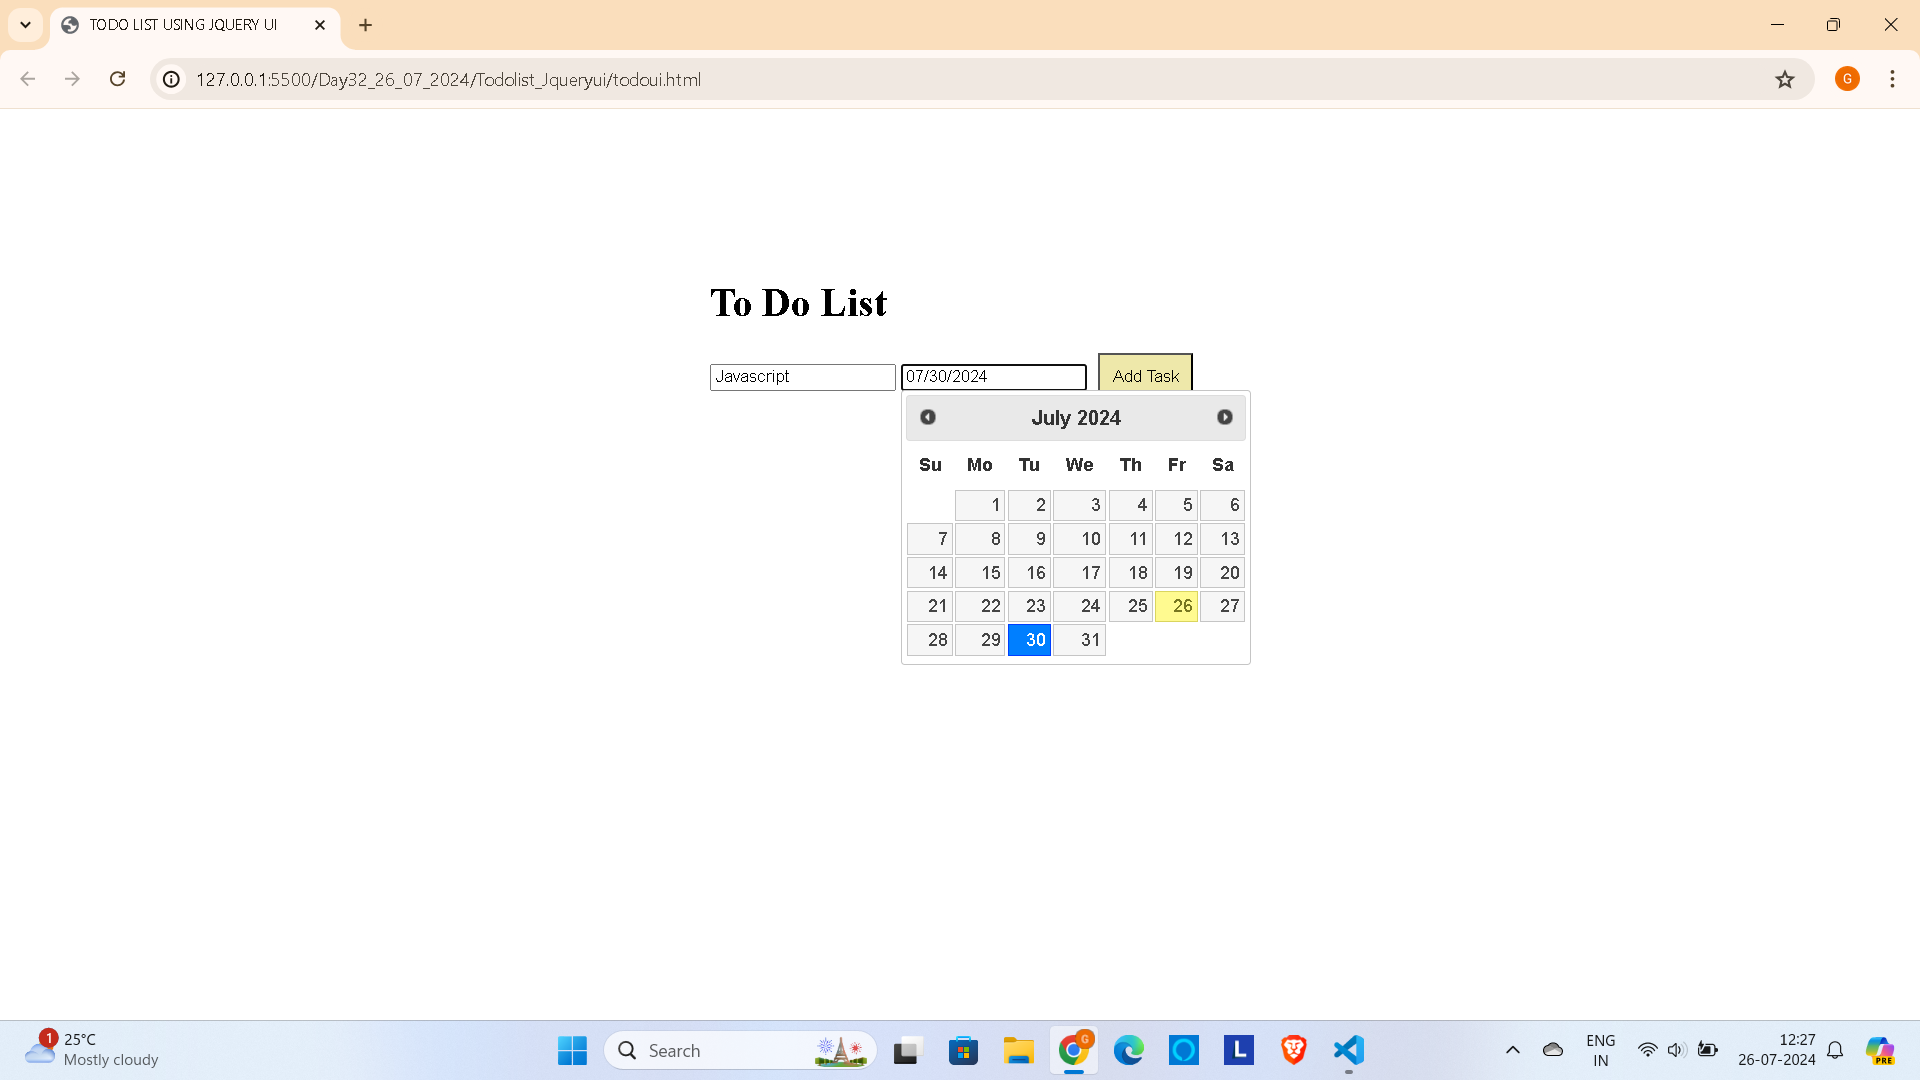 TODO LIST USING JQUERY UI
127.0.0.1:5500/Day32_26_07_2024/Todolist_Jqueryui/todoui.html
G
To Do List
Javascript 07/30/2024 Add Task
July 2024
Su Mo Tu We Th Fr Sa
1 2 3 4 5 6
7 8 9 10 11 12 13
14 15 16 17 18 19 20
21 22 23 24 25 26 27
28 29 30 31
1
25°C
Mostly cloudy
Search
G
L
ENG
IN
12:27
26-07-2024
PRE